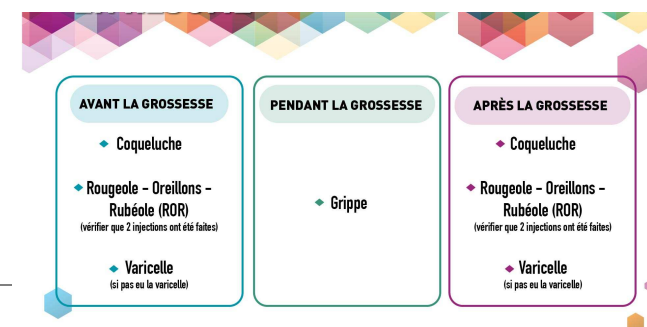 AVANT LA GROSSESSE
Coqueluche
Rougeole - Oreillons -
Rubéole (ROR)
(vérifier que 2 injections ont été faites)
Varicelle
(si pas eu la varicelle)
PENDANT LA GROSSESSE
Grippe
APRÈS LA GROSSESSE
Coqueluche
Rougeole - Oreillons -
Rubéole (ROR)
(vérifier que 2 injections ont été faites)
Varicelle
(si pas eu la varicelle)